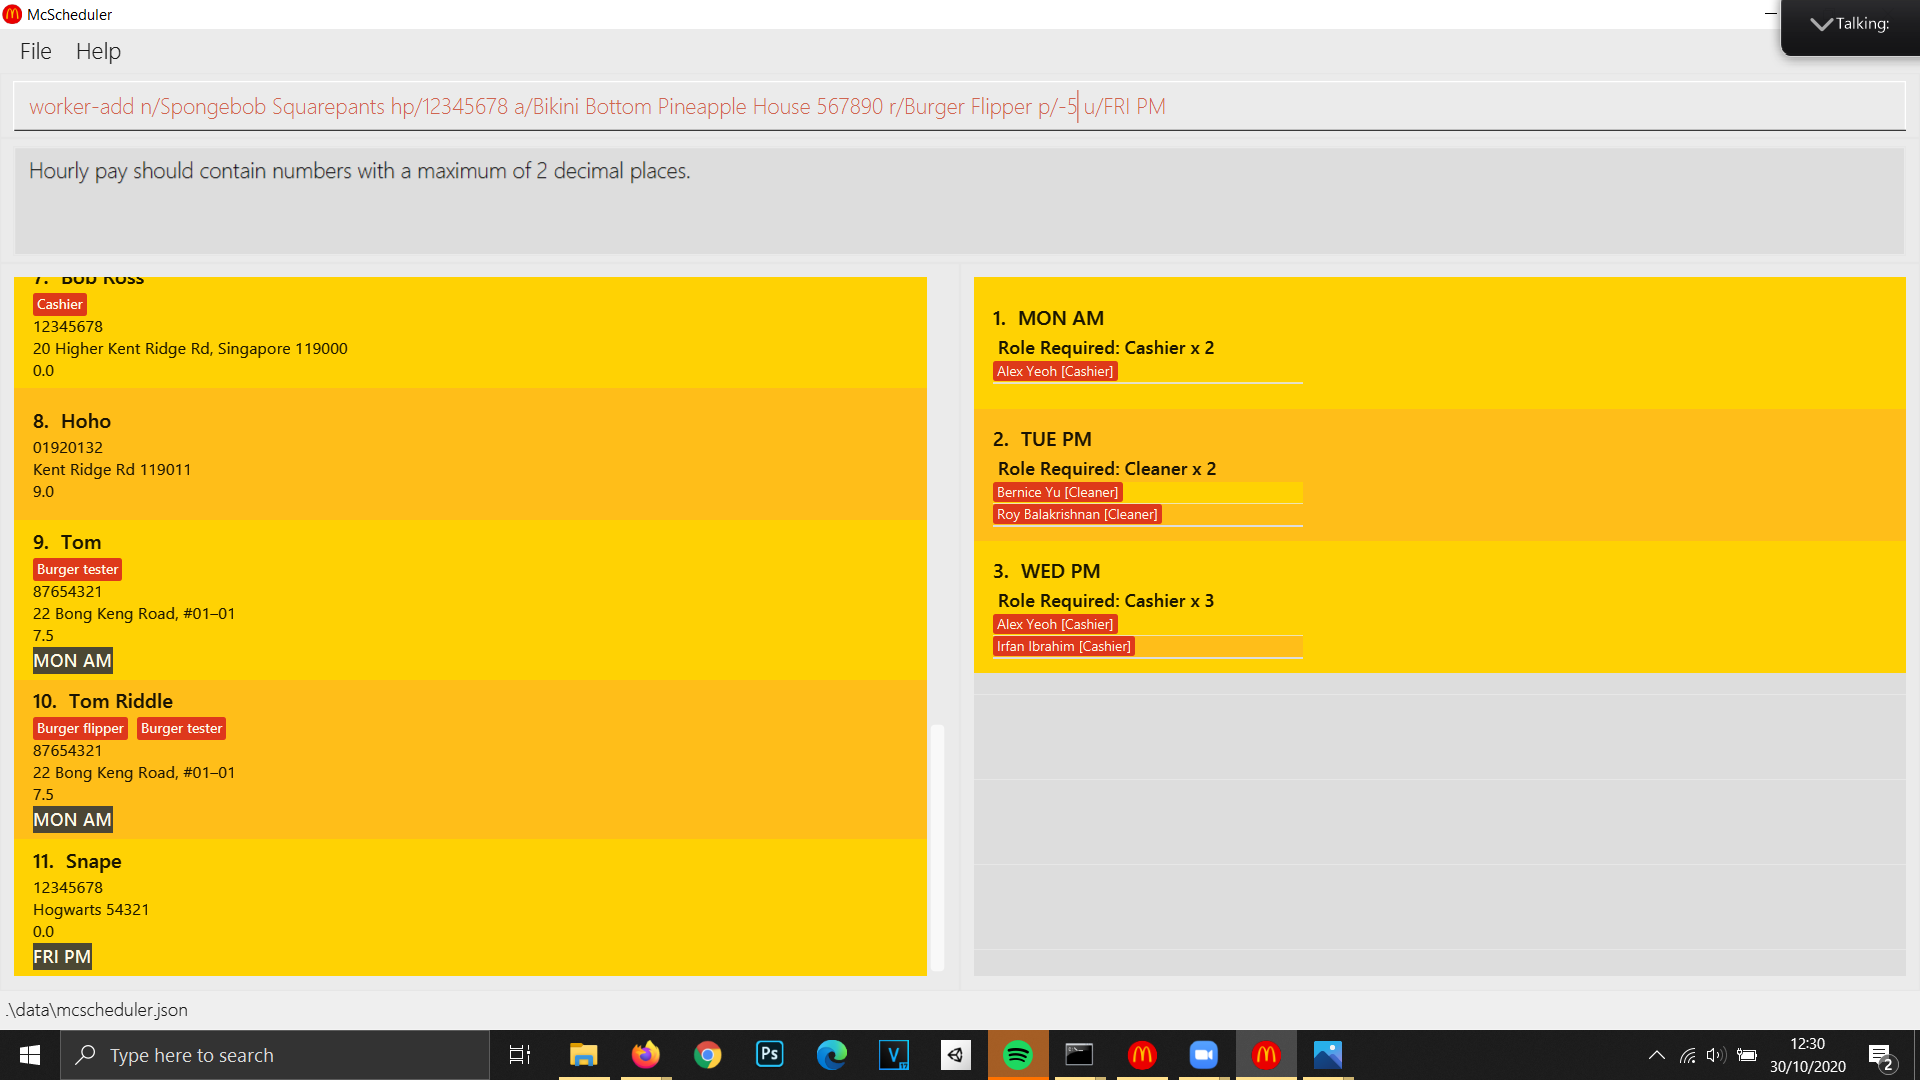 McScheduler
Talking:
File Help
worker-add n/Spongebob Squarepants hp/12345678 a/Bikini Bottom Pineapple House 567890 r/Burger Flipper p/-5 u/FRI PM
Hourly pay should contain numbers with a maximum of 2 decimal places.
7. Bob Ross
Cashier
12345678
20 Higher Kent Ridge Rd, Singapore 119000
0.0
8. Hoho
01920132
Kent Ridge Rd 119011
9.0
9. Tom
Burger tester
87654321
22 Bong Keng Road, #01–01
7.5
MON AM
10. Tom Riddle
Burger flipper Burger tester
87654321
22 Bong Keng Road, #01–01
7.5
MON AM
11. Snape
12345678
Hogwarts 54321
0.0
FRI PM
1. MON AM
Role Required: Cashier x 2
Alex Yeoh [Cashier]
2. TUE PM
Role Required: Cleaner x 2
Bernice Yu [Cleaner]
Roy Balakrishnan [Cleaner]
3. WED PM
Role Required: Cashier x 3
Alex Yeoh [Cashier]
Irfan Ibrahim [Cashier]
.\data\mcscheduler.json
Type here to search
Ps
V
12:30
30/10/2020
2